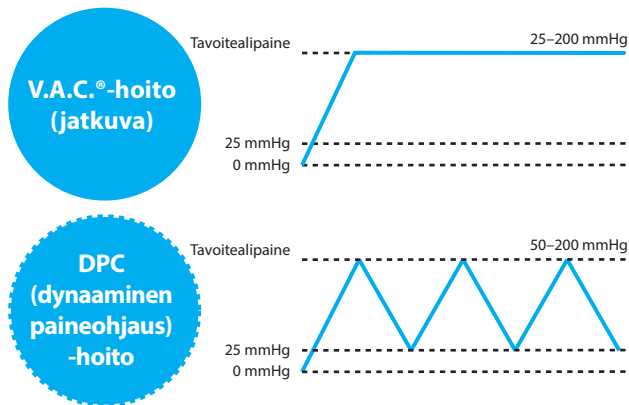 V.A.C.®-hoito
(jatkuva)
Tavoitealipaine
25–200 mmHg
25 mmHg
0 mmHg
DPC
(dynaaminen
paineohjaus)
-hoito
Tavoitealipaine
50–200 mmHg
25 mmHg
0 mmHg